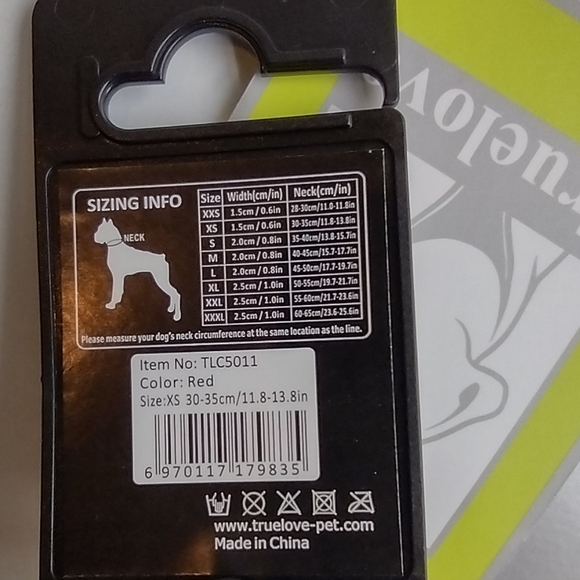 truelov
SIZING INFO
NECK
Size Width(cm/in) Neck(cm/in)
XXS 1.5cm / 0.6in 28-30cm/11.0-11.8in
XS 1.5cm / 0.6in 30-35cm/11.8-13.8in
S 2.0cm / 0.8in 35-40cm/13.8-15.7in
M 2.0cm / 0.8in 40-45cm/15.7-17.7in
L 2.0cm / 0.8in 45-50cm/17.7-19.7in
XL 2.5cm / 1.0in 50-55cm/19.7-21.7in
XXL 2.5cm / 1.0in 55-60cm/21.7-23.6in
XXXL 2.5cm / 1.0in 60-65cm/23.6-25.6in
Please measure your dog's neck circumference at the same location as the line.
Item No: TLC5011
Color: Red
Size:XS 30-35cm/11.8-13.8in
6 970117 179835
www.truelove-pet.com
Made in China